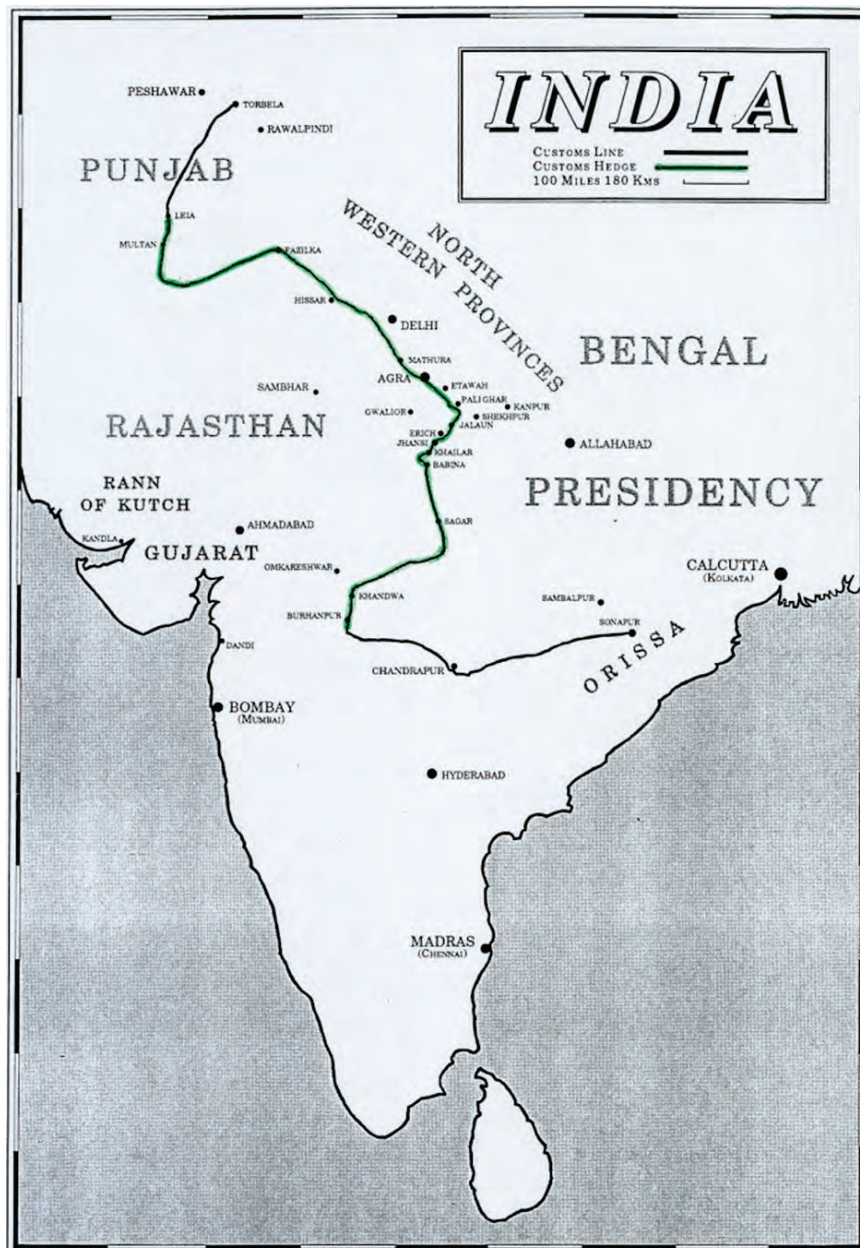 INDIA
CUSTOMS LINE
CUSTOMS HEDGE
100 MILES 180 KMS
PESHAWAR
TORBELA
RAWALPINDI
PUNJAB
LEIA
MULTAN
FAZILKA
NORTH
WESTERN PROVINCES
HISSAR
DELHI
BENGAL
MATHURA
AGRA
ETAWAH
SAMBHAR
PALI GHAR
KANPUR
GWALIOR
SHEKHPUR
JALAUN
RAJASTHAN
ERICH
JHANSI
ALLAHABAD
KHAILAR
BABINA
RANN
OF KUTCH
PRESIDENCY
SAGAR
AHMADABAD
KANDLA
GUJARAT
OMKARESHWAR
CALCUTTA
(KOLKATA)
KHANDWA
SAMBALPUR
BURHANPUR
SONAPUR
DANDI
ORISSA
CHANDRAPUR
BOMBAY
(MUMBAI)
HYDERABAD
MADRAS
(CHENNAI)